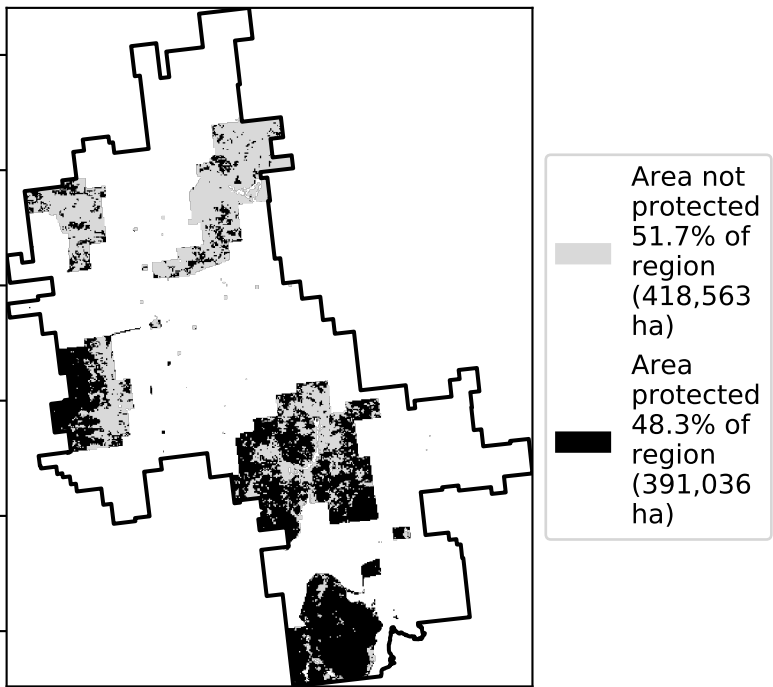 Area not
protected
51.7% of
region
(418,563
ha)
Area
protected
48.3% of
region
(391,036
ha)